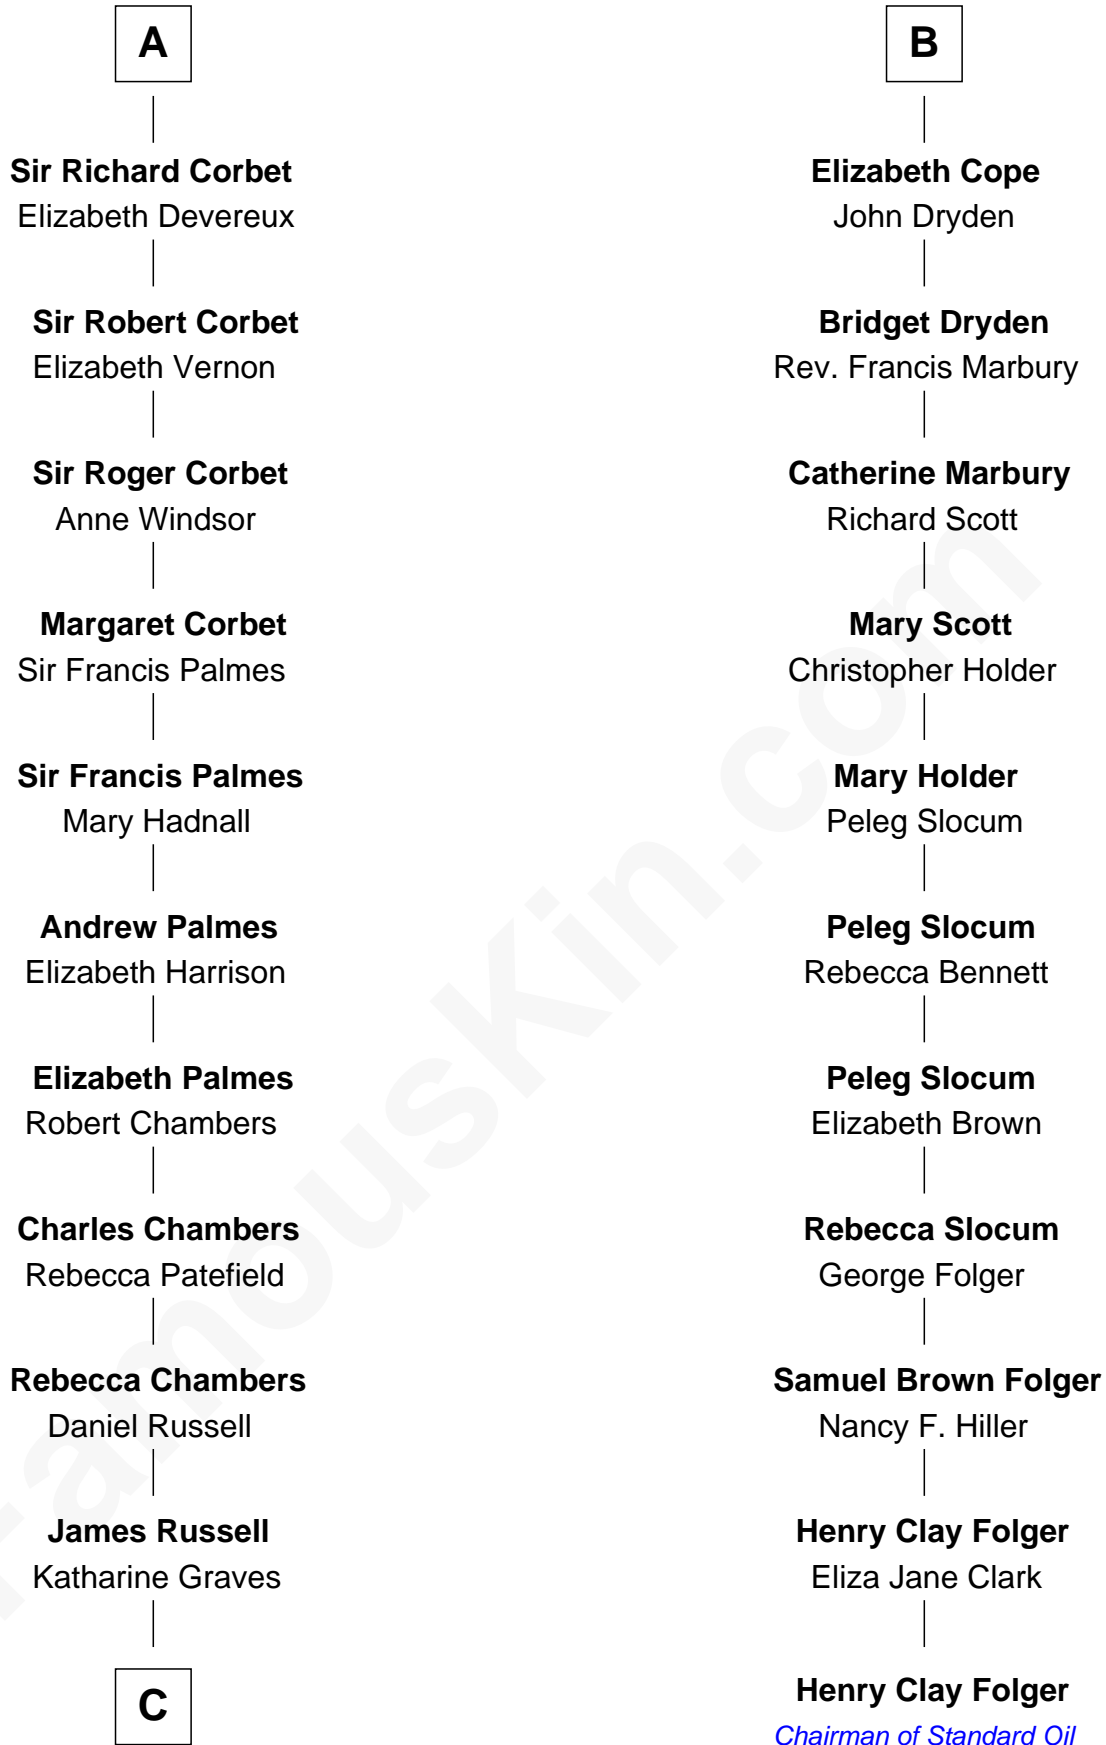 A
Sir Richard Corbet
Elizabeth Devereux
Sir Robert Corbet
Elizabeth Vernon
Sir Roger Corbet
Anne Windsor
Margaret Corbet
Sir Francis Palmes
Sir Francis Palmes
Mary Hadnall
Andrew Palmes
Elizabeth Harrison
Elizabeth Palmes
Robert Chambers
Charles Chambers
Rebecca Patefield
Rebecca Chambers
Daniel Russell
James Russell
Katharine Graves
C
B
Elizabeth Cope
John Dryden
Bridget Dryden
Rev. Francis Marbury
Catherine Marbury
Richard Scott
Mary Scott
Christopher Holder
Mary Holder
Peleg Slocum
Peleg Slocum
Rebecca Bennett
Peleg Slocum
Elizabeth Brown
Rebecca Slocum
George Folger
Samuel Brown Folger
Nancy F. Hiller
Henry Clay Folger
Eliza Jane Clark
Henry Clay Folger
Chairman of Standard Oil
FamousKin.com